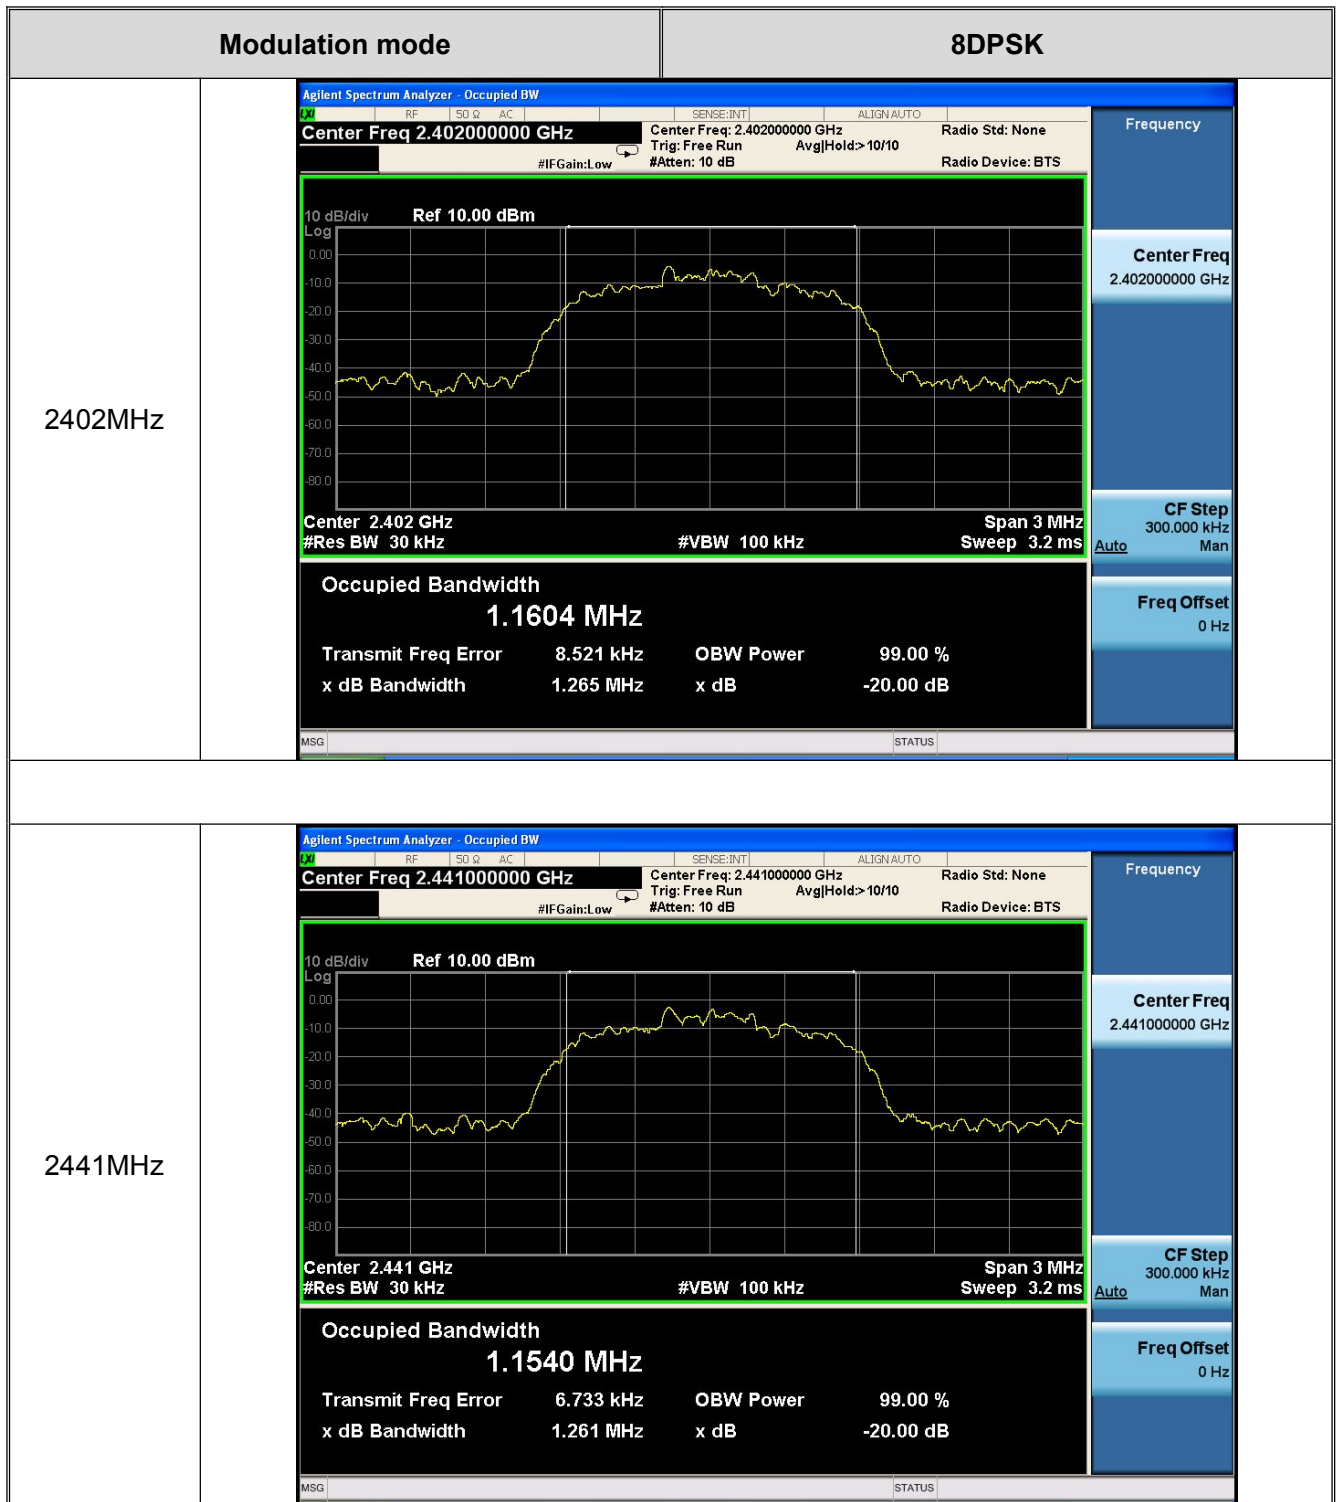 Modulation mode 8DPSK
2402MHz
Agilent Spectrum Analyzer - Occupied BW
LXI RF 50 Ω AC SENSE:INT ALIGN AUTO
Center Freq 2.402000000 GHz Center Freq: 2.402000000 GHz Radio Std: None
Trig: Free Run Avg|Hold:>10/10
#IFGain:Low #Atten: 10 dB Radio Device: BTS
10 dB/div Ref 10.00 dBm
Log
0.00
-10.0
-20.0
-30.0
-40.0
-50.0
-60.0
-70.0
-80.0
Center 2.402 GHz Span 3 MHz
#Res BW 30 kHz #VBW 100 kHz Sweep 3.2 ms
Occupied Bandwidth
1.1604 MHz
Transmit Freq Error 8.521 kHz OBW Power 99.00 %
x dB Bandwidth 1.265 MHz x dB -20.00 dB
MSG STATUS
Frequency
Center Freq
2.402000000 GHz
CF Step
300.000 kHz
Auto Man
Freq Offset
0 Hz
2441MHz
Agilent Spectrum Analyzer - Occupied BW
LXI RF 50 Ω AC SENSE:INT ALIGN AUTO
Center Freq 2.441000000 GHz Center Freq: 2.441000000 GHz Radio Std: None
Trig: Free Run Avg|Hold:>10/10
#IFGain:Low #Atten: 10 dB Radio Device: BTS
10 dB/div Ref 10.00 dBm
Log
0.00
-10.0
-20.0
-30.0
-40.0
-50.0
-60.0
-70.0
-80.0
Center 2.441 GHz Span 3 MHz
#Res BW 30 kHz #VBW 100 kHz Sweep 3.2 ms
Occupied Bandwidth
1.1540 MHz
Transmit Freq Error 6.733 kHz OBW Power 99.00 %
x dB Bandwidth 1.261 MHz x dB -20.00 dB
MSG STATUS
Frequency
Center Freq
2.441000000 GHz
CF Step
300.000 kHz
Auto Man
Freq Offset
0 Hz